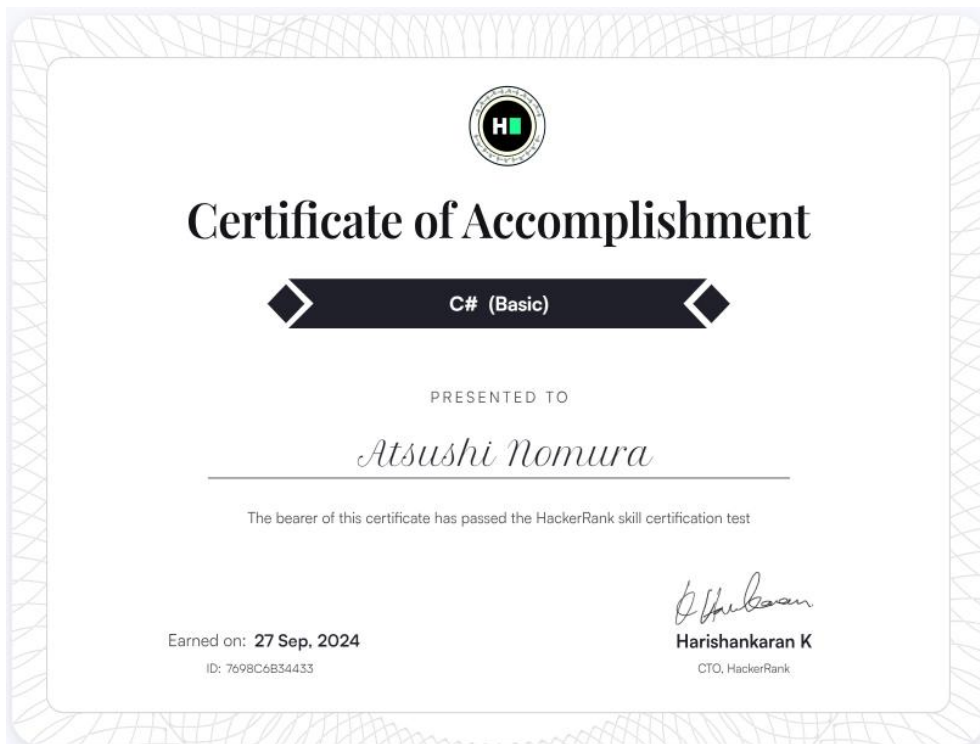 H
Certificate of Accomplishment
C# (Basic)
PRESENTED TO
Atsushi Nomura
The bearer of this certificate has passed the HackerRank skill certification test
Earned on: 27 Sep, 2024
ID: 7698C6B34433
Harishankaran K
CTO, HackerRank